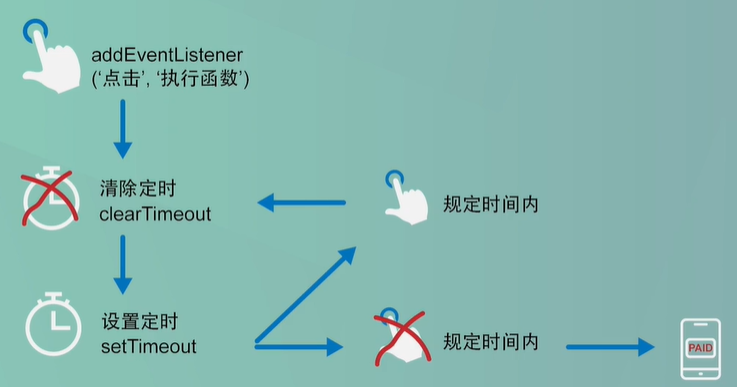 addEventListener
(‘点击’, ‘执行函数’)
清除定时
clearTimeout
规定时间内
设置定时
setTimeout
规定时间内
PAID